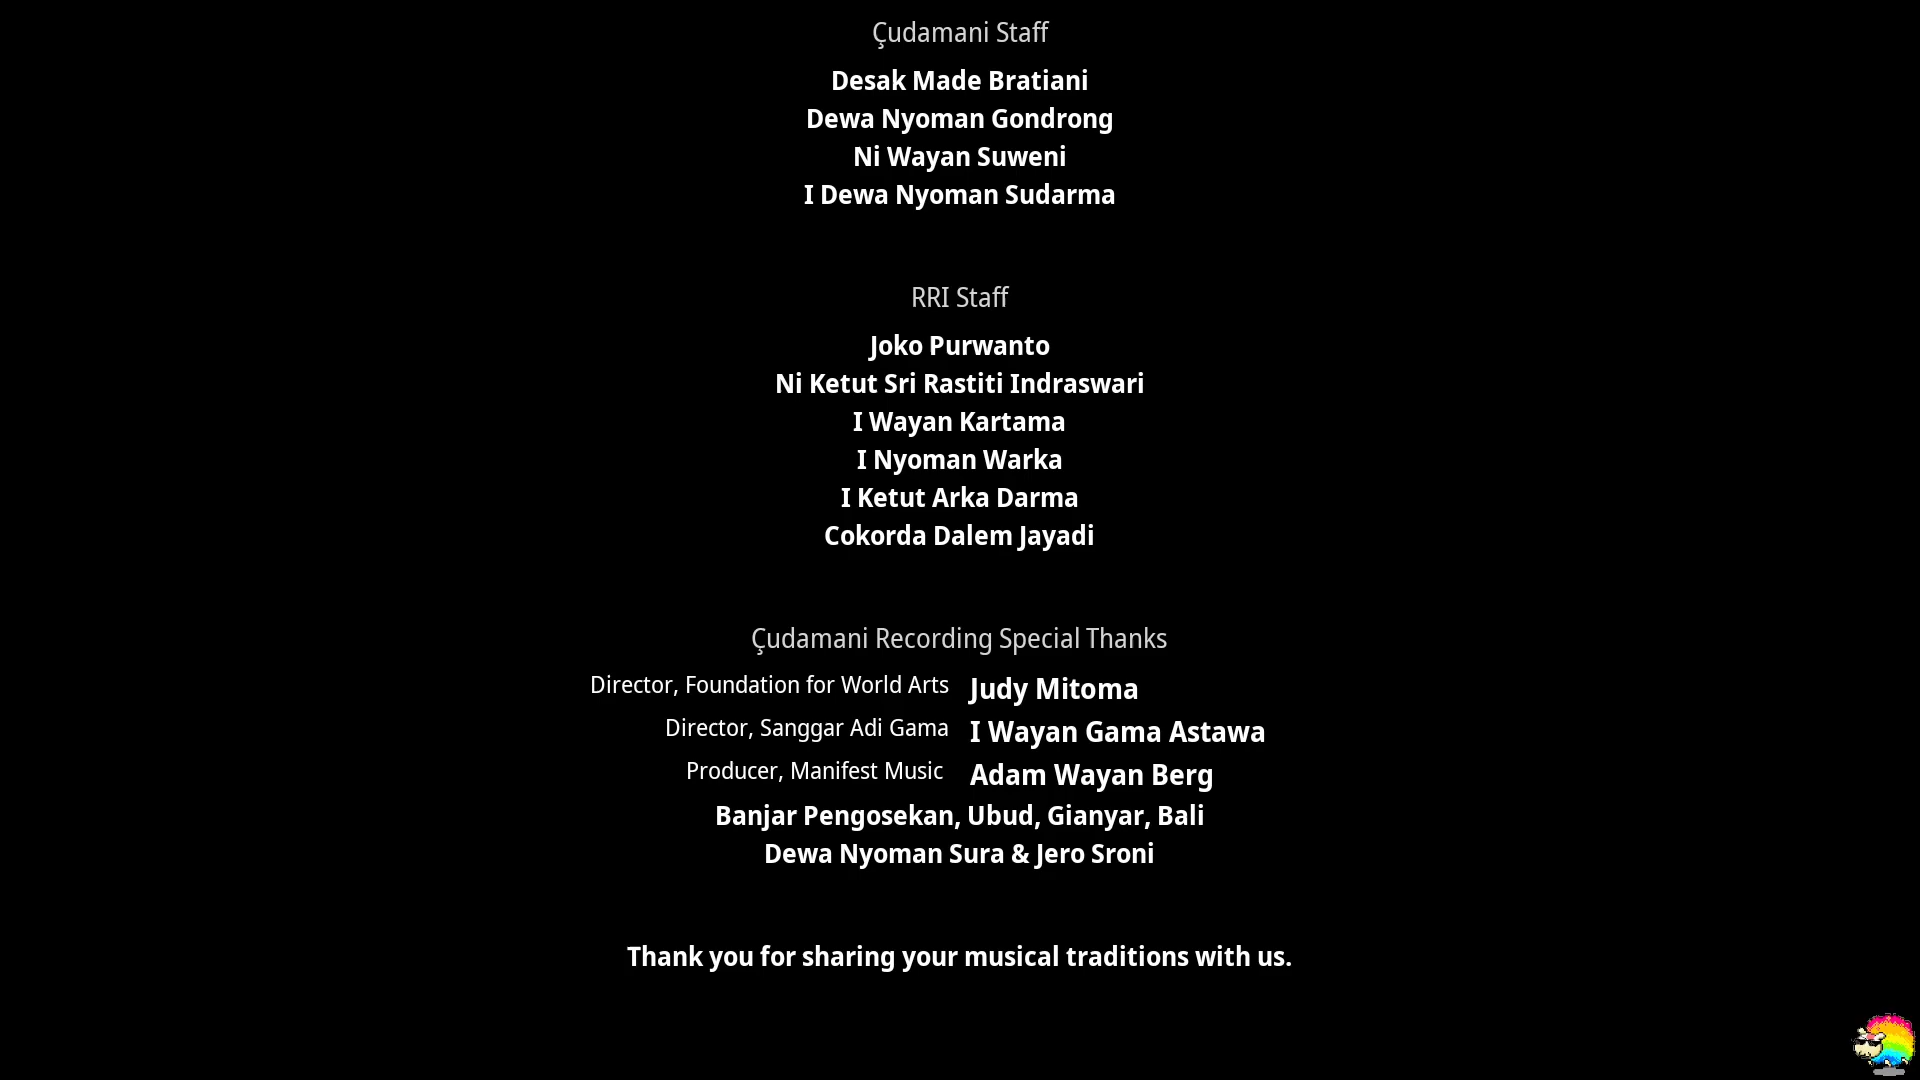 Çudamani Staff
Desak Made Bratiani
Dewa Nyoman Gondrong
Ni Wayan Suweni
I Dewa Nyoman Sudarma
RRI Staff
Joko Purwanto
Ni Ketut Sri Rastiti Indraswari
I Wayan Kartama
I Nyoman Warka
I Ketut Arka Darma
Cokorda Dalem Jayadi
Çudamani Recording Special Thanks
Director, Foundation for World Arts Judy Mitoma
Director, Sanggar Adi Gama I Wayan Gama Astawa
Producer, Manifest Music Adam Wayan Berg
Banjar Pengosekan, Ubud, Gianyar, Bali
Dewa Nyoman Sura & Jero Sroni
Thank you for sharing your musical traditions with us.